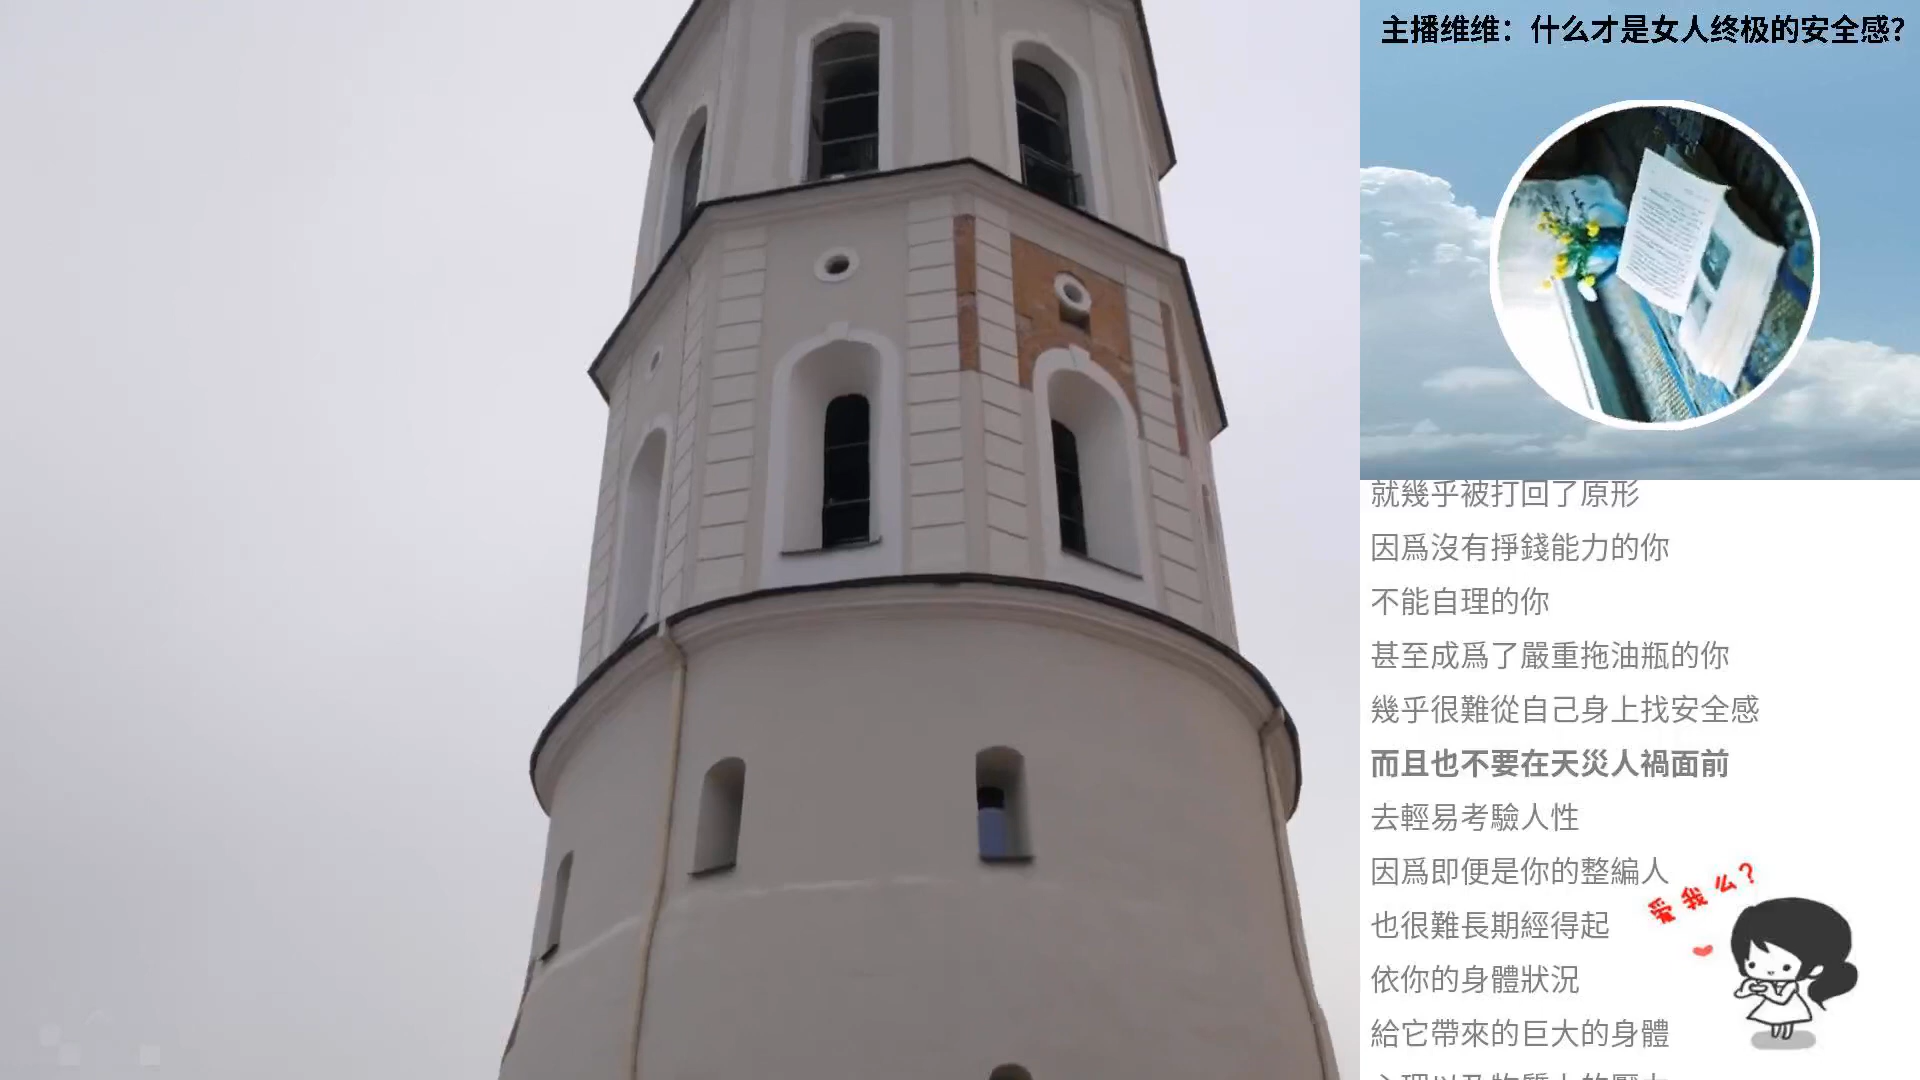 主播维维：什么才是女人终极的安全感？
就幾乎被打回了原形
因爲沒有掙錢能力的你
不能自理的你
甚至成爲了嚴重拖油瓶的你
幾乎很難從自己身上找安全感
而且也不要在天災人禍面前
去輕易考驗人性
因爲即便是你的整編人
也很難長期經得起
依你的身體狀況
給它帶來的巨大的身體
爱我么？